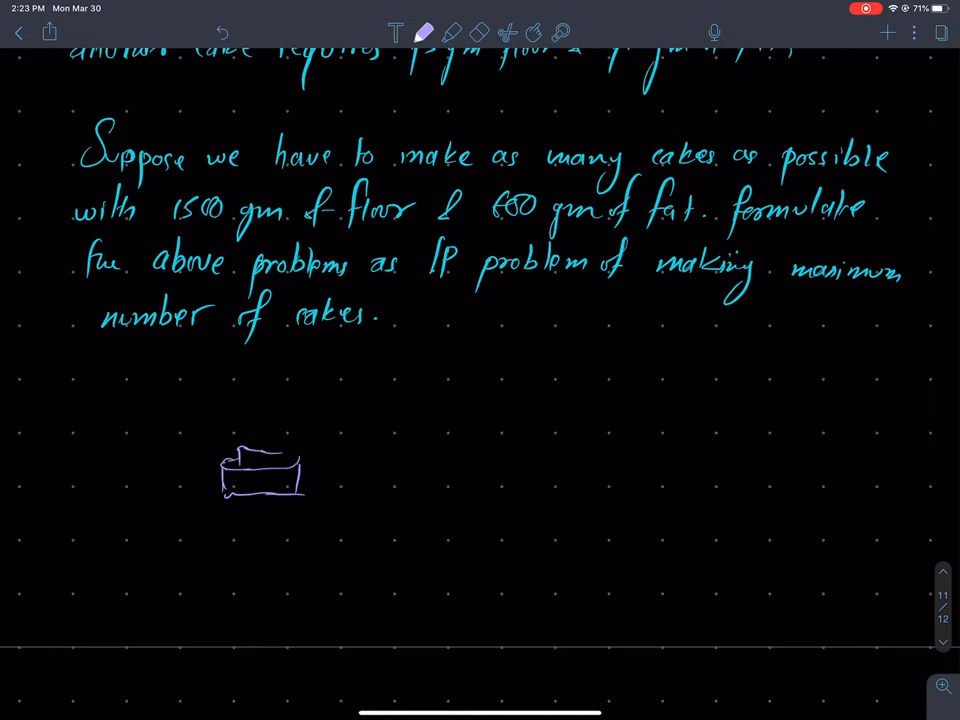 2:23 PM Mon Mar 30
71%
T
Suppose we have to make as many cakes as possible
with 1500 gm of floor & 600 gm of fat. formulate
the above problems as LP problem of making maximum
number of cakes.
11
/
12